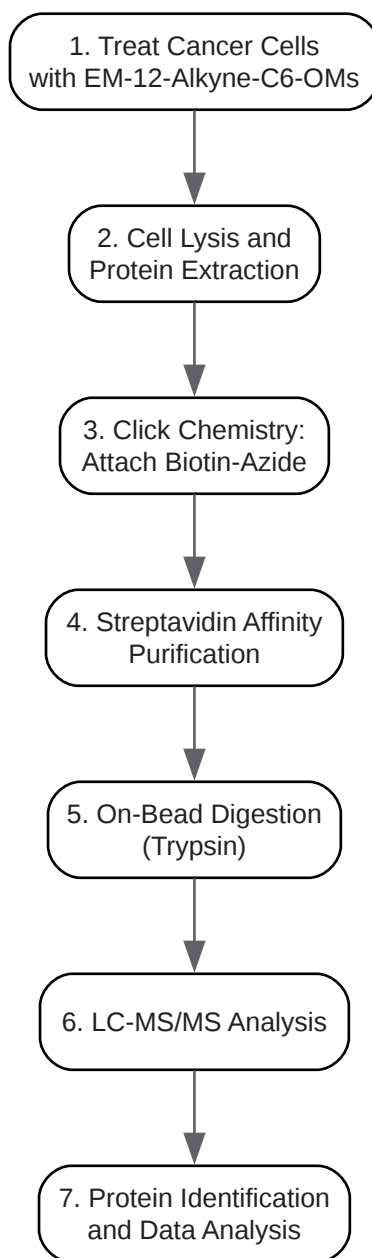 1. Treat Cancer Cells
with EM-12-Alkyne-C6-OMs
2. Cell Lysis and
Protein Extraction
3. Click Chemistry:
Attach Biotin-Azide
4. Streptavidin Affinity
Purification
5. On-Bead Digestion
(Trypsin)
6. LC-MS/MS Analysis
7. Protein Identification
and Data Analysis